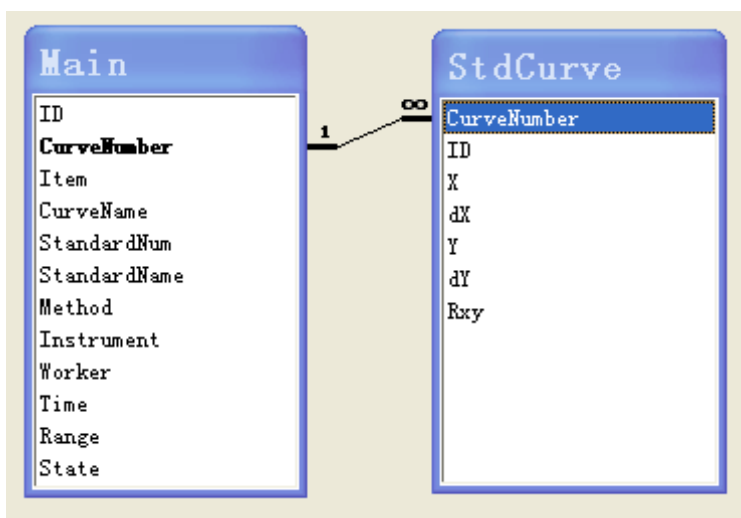 Main
ID
CurveNumber
Item
CurveName
StandardNum
StandardName
Method
Instrument
Worker
Time
Range
State
1
∞
StdCurve
CurveNumber
ID
X
dX
Y
dY
Rxy